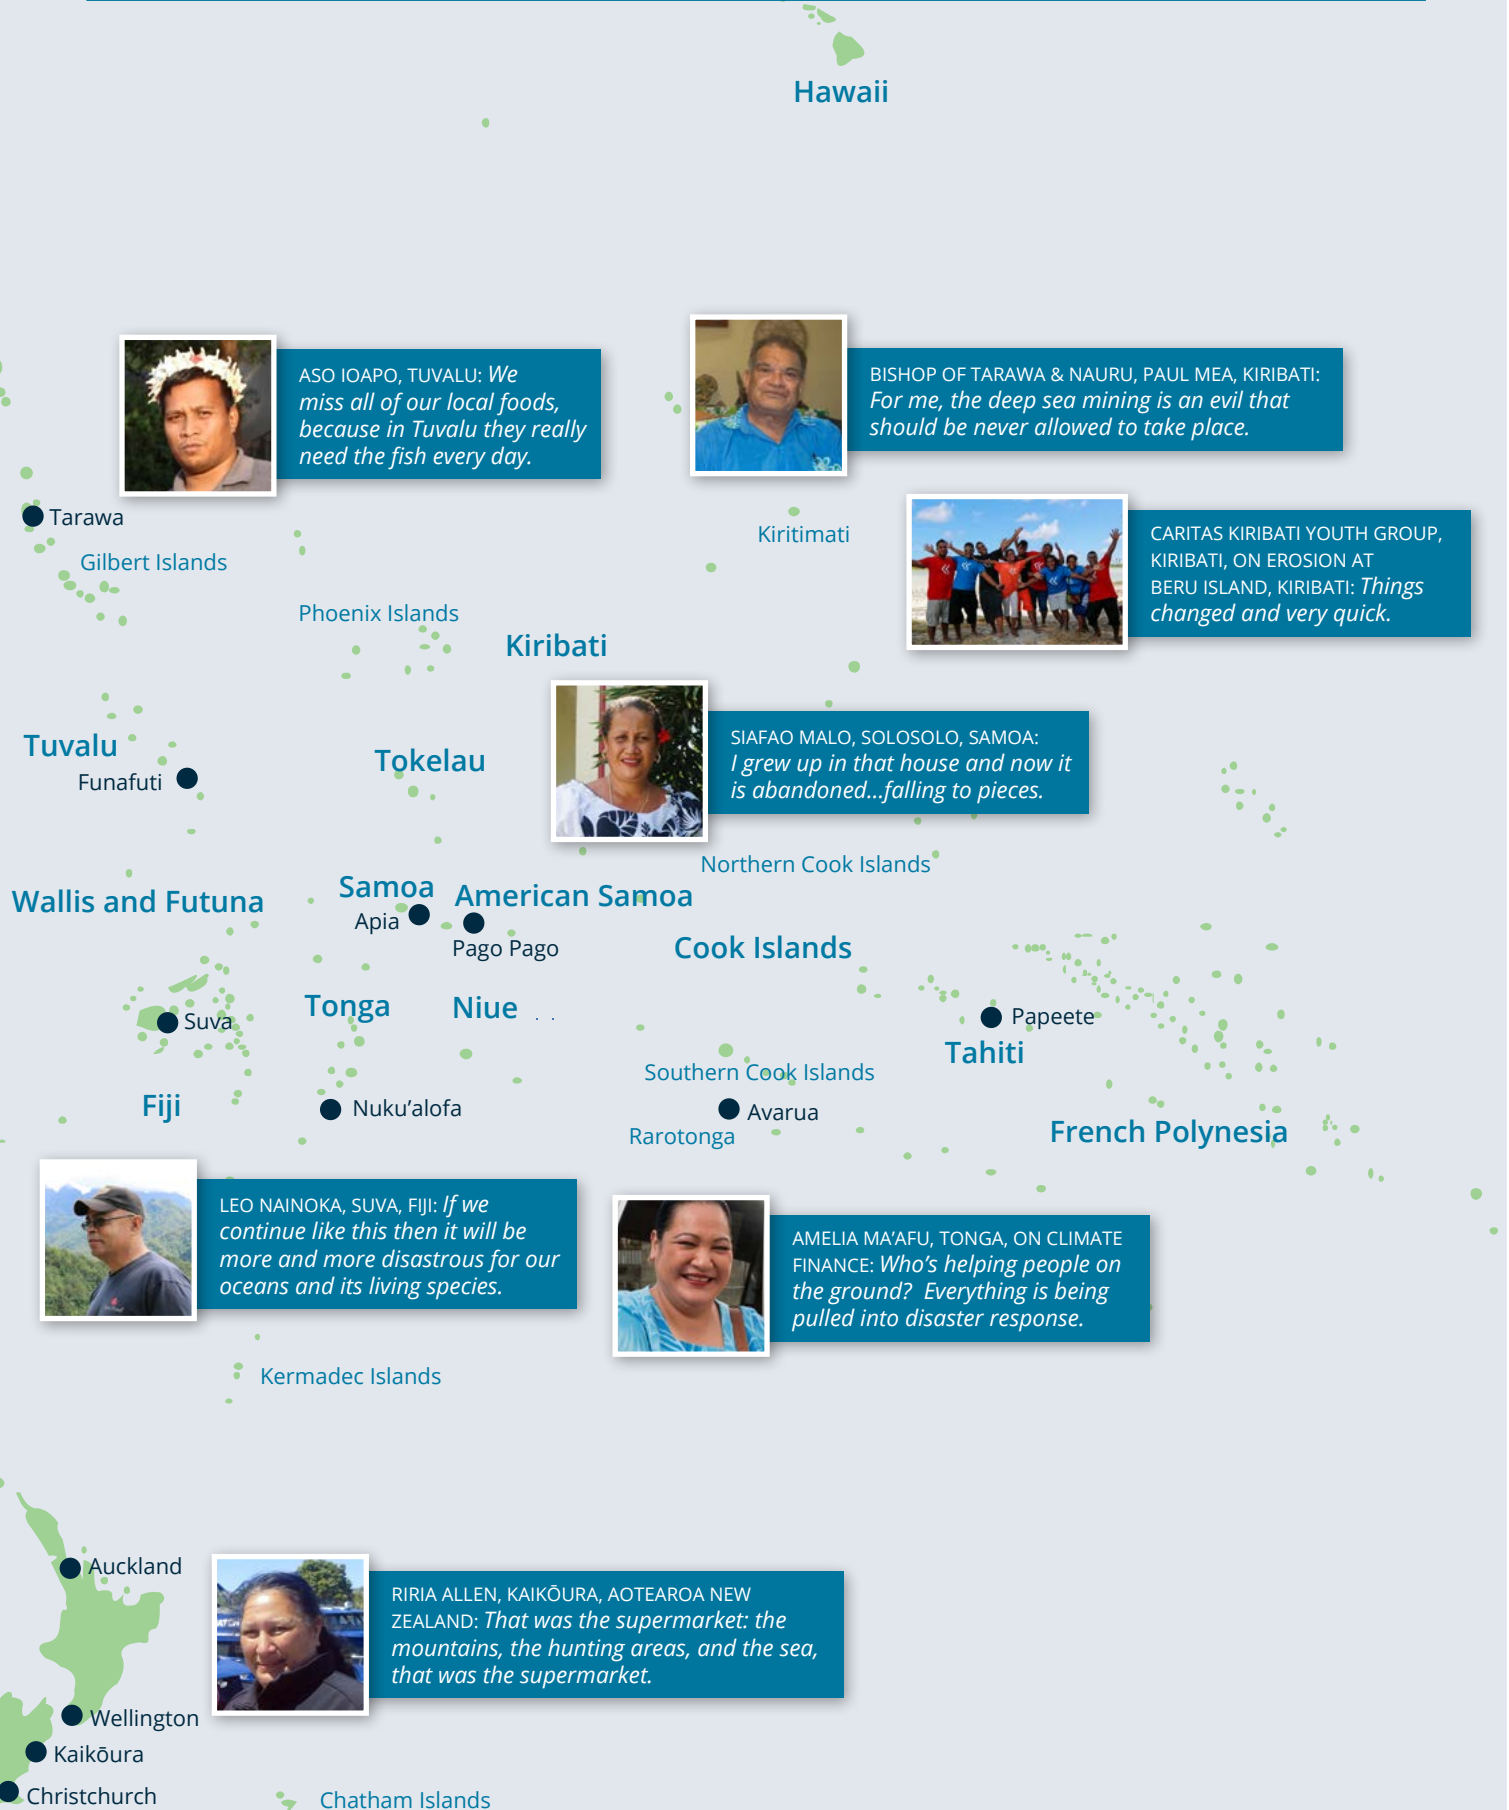 Hawaii
ASO IOAPO, TUVALU: We
miss all of our local foods,
because in Tuvalu they really
need the fish every day.
BISHOP OF TARAWA & NAURU, PAUL MEA, KIRIBATI:
For me, the deep sea mining is an evil that
should be never allowed to take place.
Tarawa
Gilbert Islands
Kiritimati
CARITAS KIRIBATI YOUTH GROUP,
KIRIBATI, ON EROSION AT
BERU ISLAND, KIRIBATI: Things
changed and very quick.
Phoenix Islands
Kiribati
SIAFAO MALO, SOLOSOLO, SAMOA:
I grew up in that house and now it
is abandoned...falling to pieces.
Tuvalu
Funafuti
Tokelau
Northern Cook Islands
Wallis and Futuna
Samoa
Apia
American Samoa
Pago Pago
Cook Islands
Tonga
Niue
Suva
Papeete
Tahiti
Southern Cook Islands
Fiji
Nuku’alofa
Avarua
Rarotonga
French Polynesia
LEO NAINOKA, SUVA, FIJI: If we
continue like this then it will be
more and more disastrous for our
oceans and its living species.
AMELIA MA’AFU, TONGA, ON CLIMATE
FINANCE: Who’s helping people on
the ground?  Everything is being
pulled into disaster response.
Kermadec Islands
Auckland
RIRIA ALLEN, KAIKŌURA, AOTEAROA NEW
ZEALAND: That was the supermarket: the
mountains, the hunting areas, and the sea,
that was the supermarket.
Wellington
Kaikōura
Christchurch
Chatham Islands